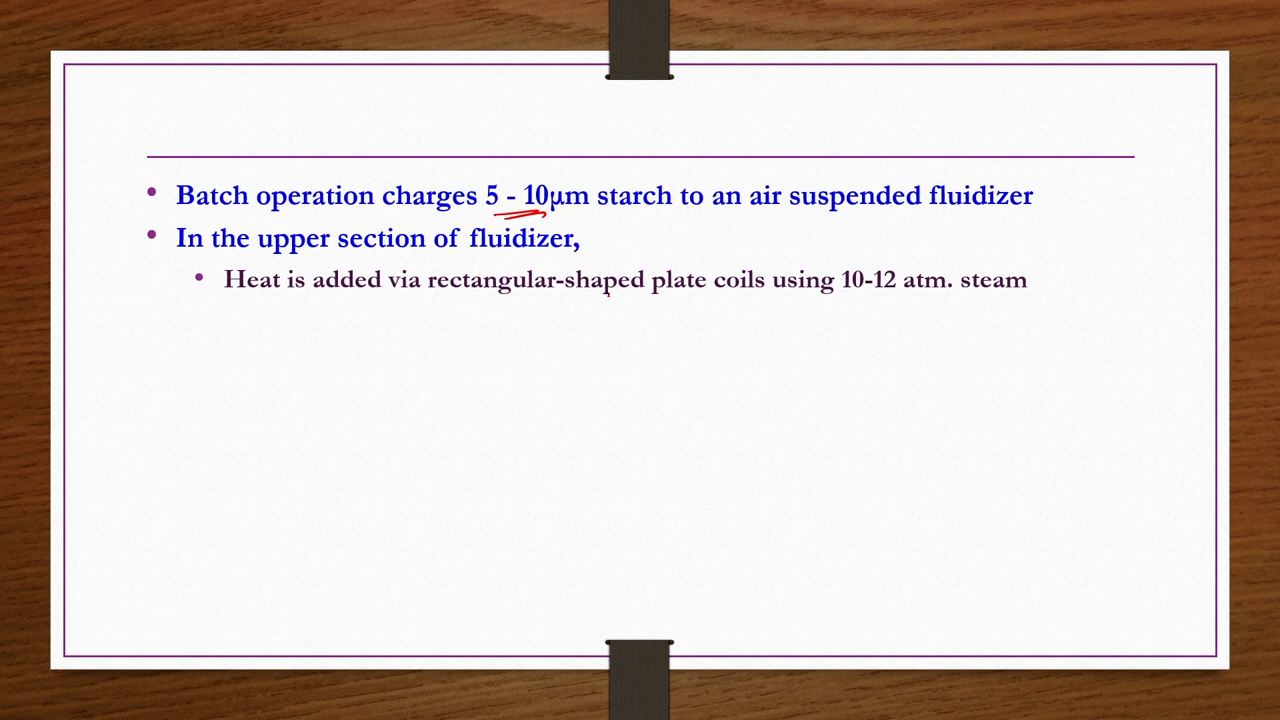 • Batch operation charges 5 - 10μm starch to an air suspended fluidizer
• In the upper section of fluidizer,
• Heat is added via rectangular-shaped plate coils using 10-12 atm. steam